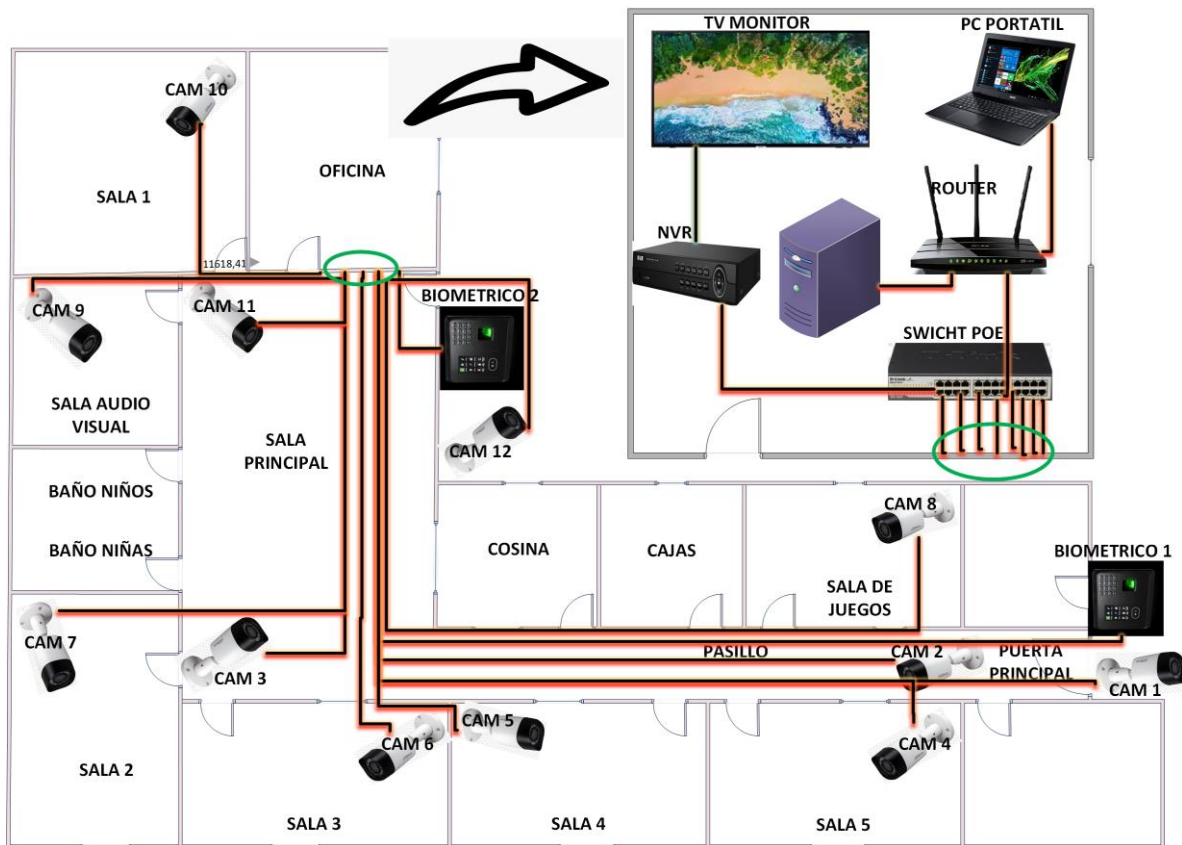 TV MONITOR
PC PORTATIL
CAM 10
OFICINA
SALA 1
ROUTER
NVR
11618,41
BIOMETRICO 2
CAM 9
CAM 11
SWICHT POE
SALA AUDIO
VISUAL
SALA
PRINCIPAL
CAM 12
BAÑO NIÑOS
BAÑO NIÑAS
CAM 8
COSINA
CAJAS
BIOMETRICO 1
SALA DE
JUEGOS
CAM 7
CAM 3
PASILLO
CAM 2
PUERTA
PRINCIPAL
CAM 1
CAM 5
CAM 6
CAM 4
SALA 2
SALA 3
SALA 4
SALA 5